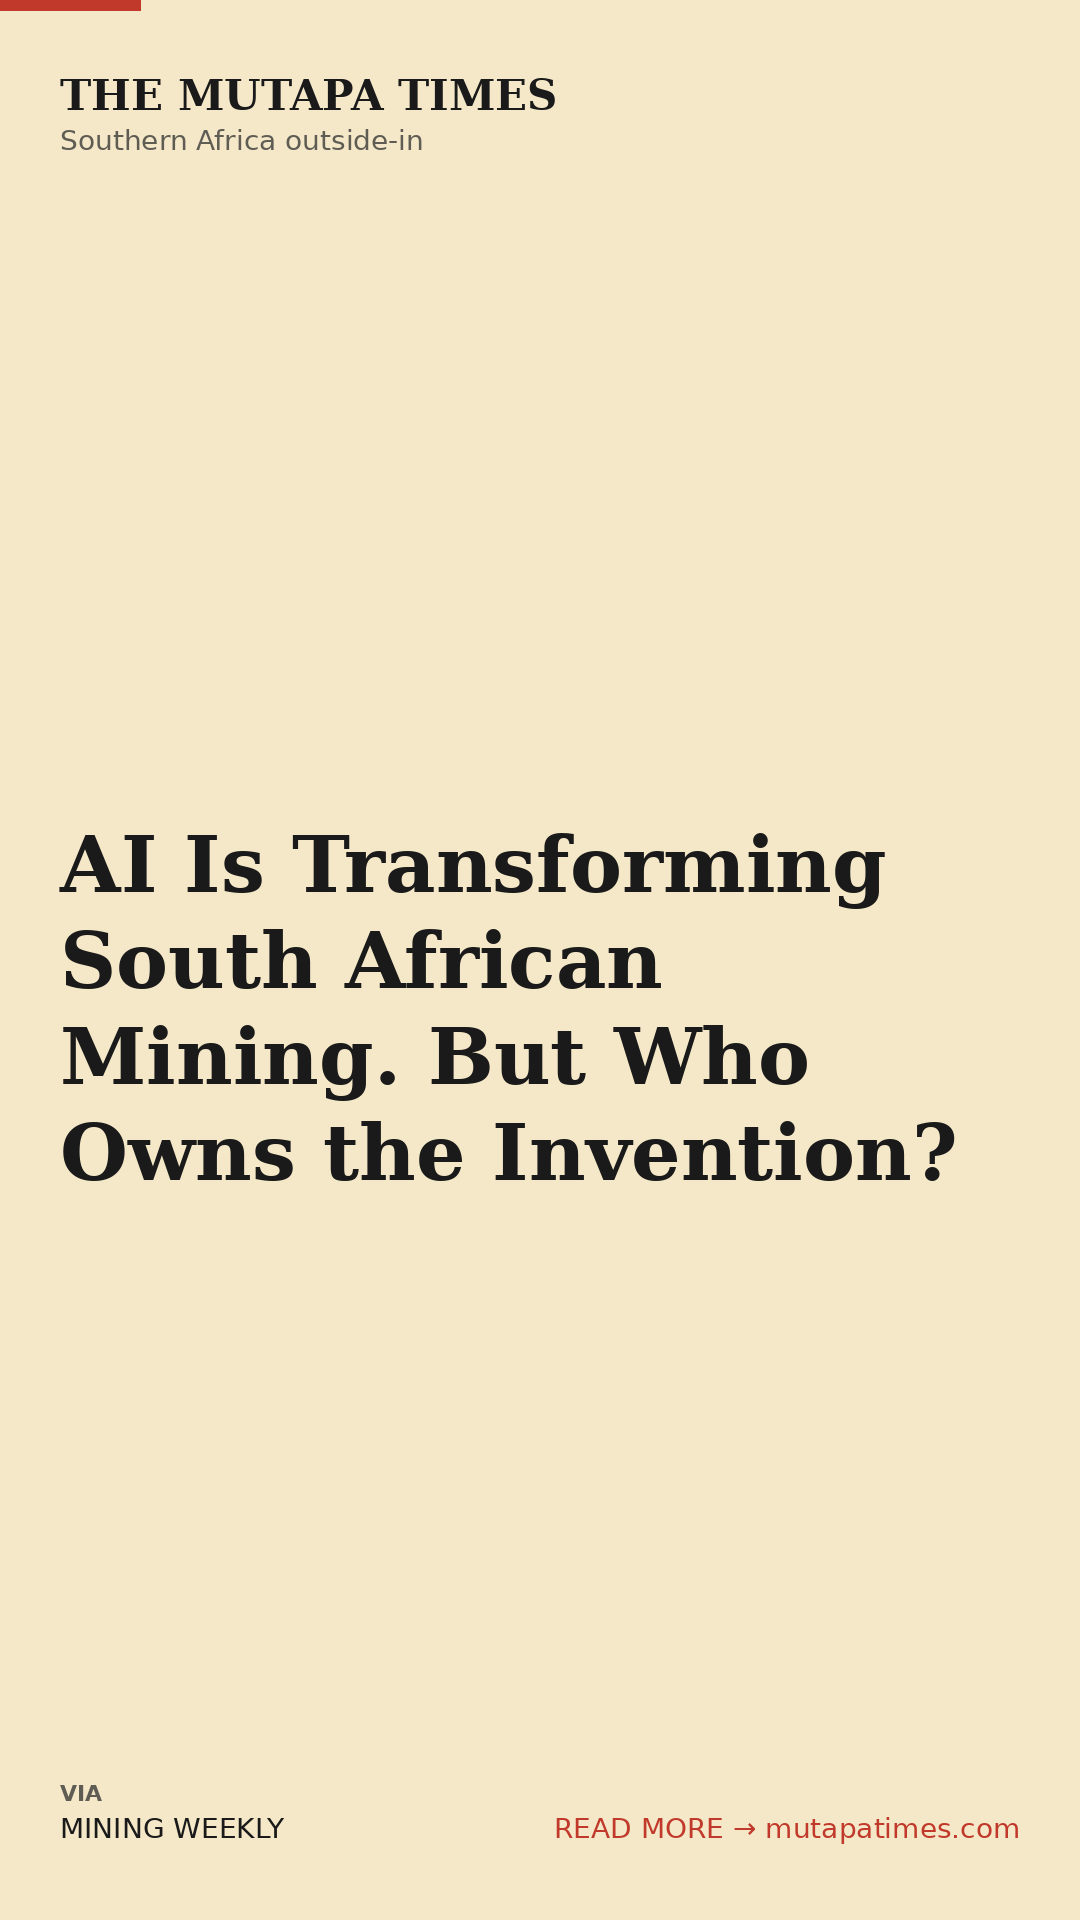 THE MUTAPA TIMES
Southern Africa outside-in
AI Is Transforming
South African
Mining. But Who
Owns the Invention?
VIA
MINING WEEKLY
READ MORE → mutapatimes.com